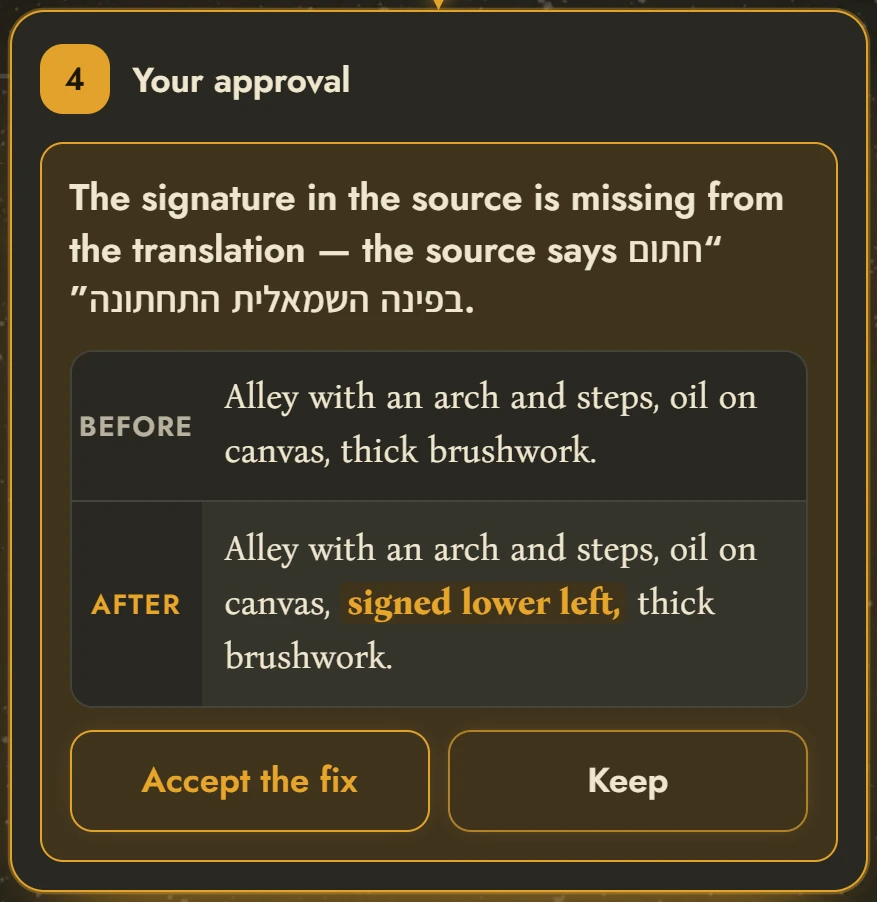 4 Your approval
The signature in the source is missing from
the translation — the source says “חתום
בפינה השמאלית התחתונה”.
BEFORE
Alley with an arch and steps, oil on
canvas, thick brushwork.
AFTER
Alley with an arch and steps, oil on
canvas, signed lower left, thick
brushwork.
Accept the fix
Keep